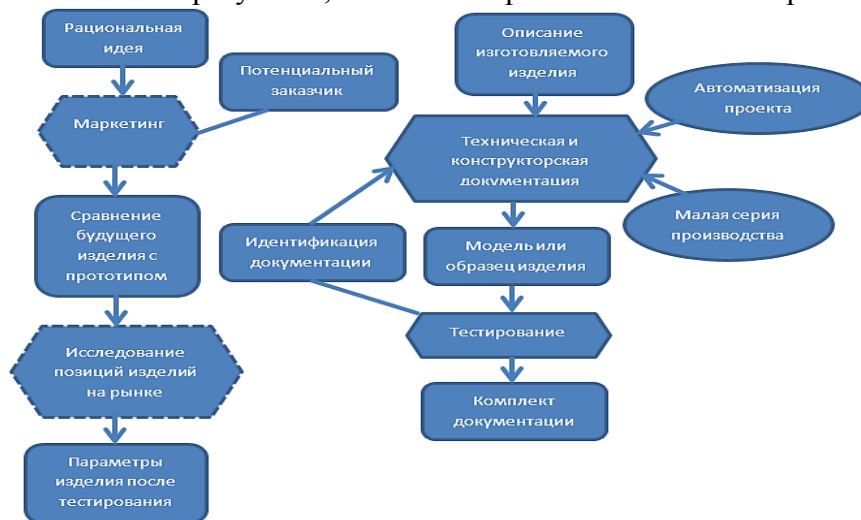 Рациональная
идея
Потенциальный
заказчик
Маркетинг
Сравнение
будущего
изделия с
прототипом
Исследование
позиций изделий
на рынке
Параметры
изделия после
тестирования
Описание
изготовляемого
изделия
Автоматизация
проекта
Техническая и
конструкторская
документация
Малая серия
производства
Идентификация
документации
Модель или
образец изделия
Тестирование
Комплект
документации